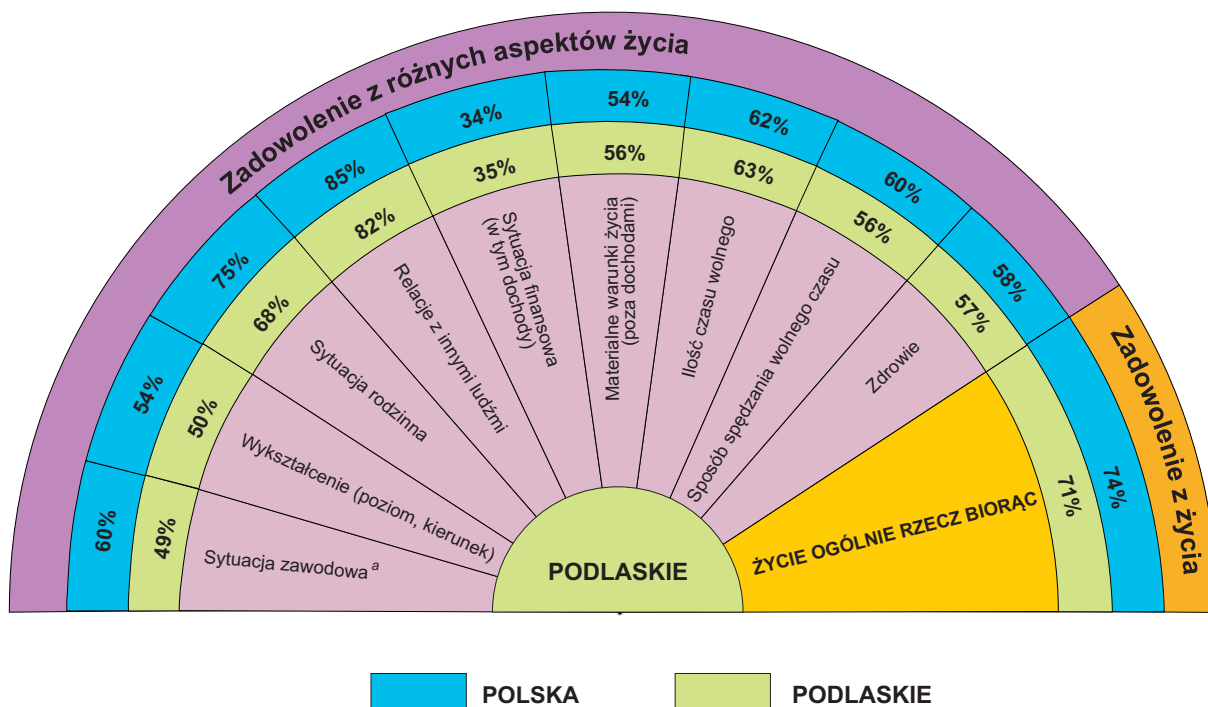 Zadowolenie z różnych aspektów życia
Zadowolenie z życia
60%
54%
75%
85%
34%
54%
62%
60%
58%
74%
49%
50%
68%
82%
35%
56%
63%
56%
57%
71%
Sytuacja zawodowa a
Wykształcenie (poziom, kierunek)
Sytuacja rodzinna
Relacje z innymi ludźmi
Sytuacja finansowa
(w tym dochody)
Materialne warunki życia
(poza dochodami)
Ilość czasu wolnego
Sposób spędzania wolnego czasu
Zdrowie
ŻYCIE OGÓLNIE RZECZ BIORĄC
PODLASKIE
POLSKA
PODLASKIE